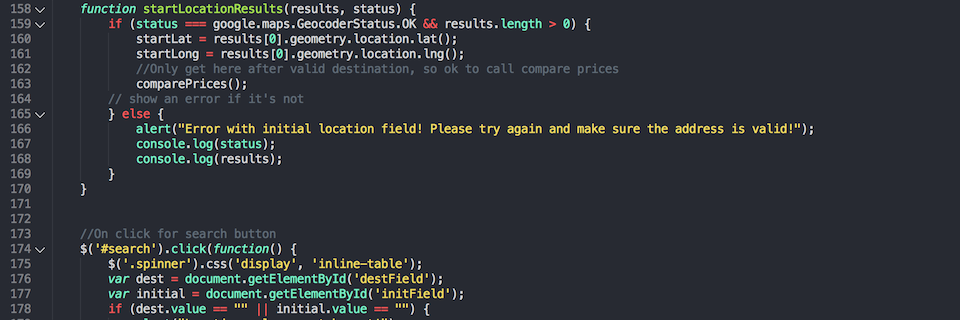 158 function startLocationResults(results, status) {
159 if (status === google.maps.GeocoderStatus.OK && results.length > 0) {
160 startLat = results[0].geometry.location.lat();
161 startLong = results[0].geometry.location.lng();
162 //Only get here after valid destination, so ok to call compare prices
163 comparePrices();
164 // show an error if it's not
165 } else {
166 alert("Error with initial location field! Please try again and make sure the address is valid!");
167 console.log(status);
168 console.log(results);
169 }
170 }
171
172
173 //On click for search button
174 $('#search').click(function() {
175 $('.spinner').css('display', 'inline-table');
176 var dest = document.getElementById('destField');
177 var initial = document.getElementById('initField');
178 if (dest.value == "" || initial.value == "") {